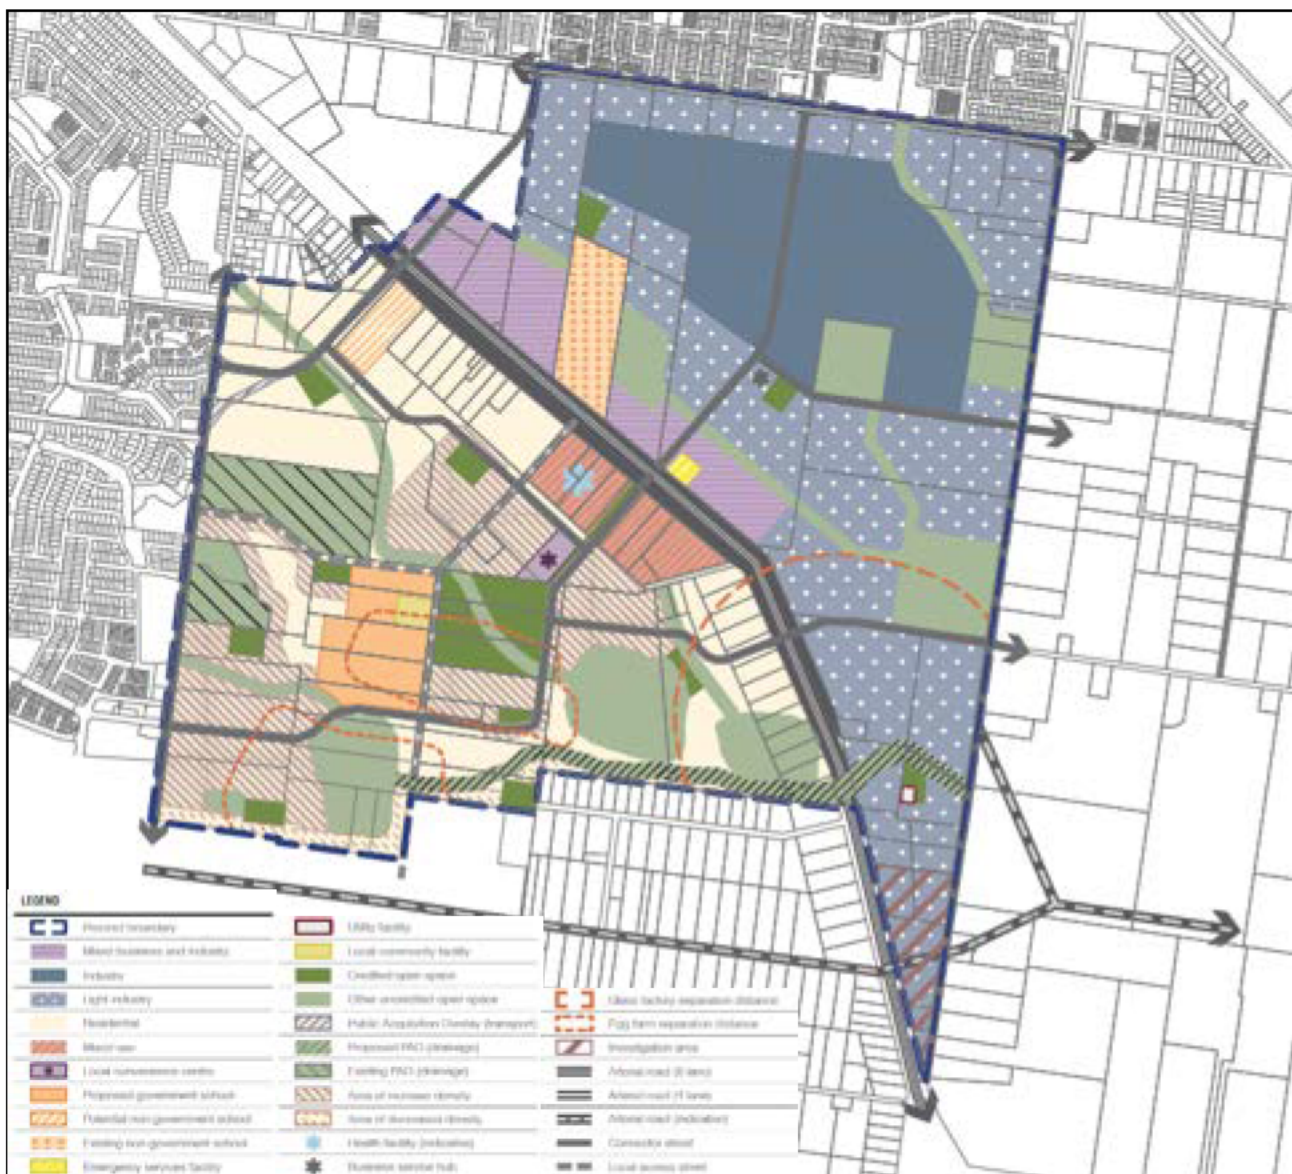 LEGEND
Precinct boundary
Mixed business and industry
Industry
Light industry
Residential
Mixed use
Local convenience centre
Proposed government school
Potential non government school
Existing non government school
Emergency services facility
Utility facility
Local community facility
Credited open space
Other uncredited open space
Public Acquisition Overlay (transport)
Proposed PAO (drainage)
Existing PAO (drainage)
Area of increase density
Area of decreased density
Health facility (indicative)
Business service hub
Glass factory separation distance
Egg farm separation distance
Investigation area
Arterial road (6 lane)
Arterial road (4 lane)
Arterial road (indicative)
Connector street
Local access street